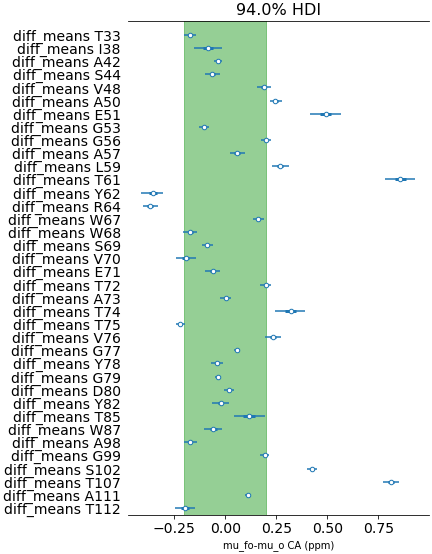 94.0% HDI
diff_means T33
diff_means I38
diff_means A42
diff_means S44
diff_means V48
diff_means A50
diff_means E51
diff_means G53
diff_means G56
diff_means A57
diff_means L59
diff_means T61
diff_means Y62
diff_means R64
diff_means W67
diff_means W68
diff_means S69
diff_means V70
diff_means E71
diff_means T72
diff_means A73
diff_means T74
diff_means T75
diff_means V76
diff_means G77
diff_means Y78
diff_means G79
diff_means D80
diff_means Y82
diff_means T85
diff_means W87
diff_means A98
diff_means G99
diff_means S102
diff_means T107
diff_means A111
diff_means T112
−0.25 0.00 0.25 0.50 0.75
mu_fo-mu_o CA (ppm)